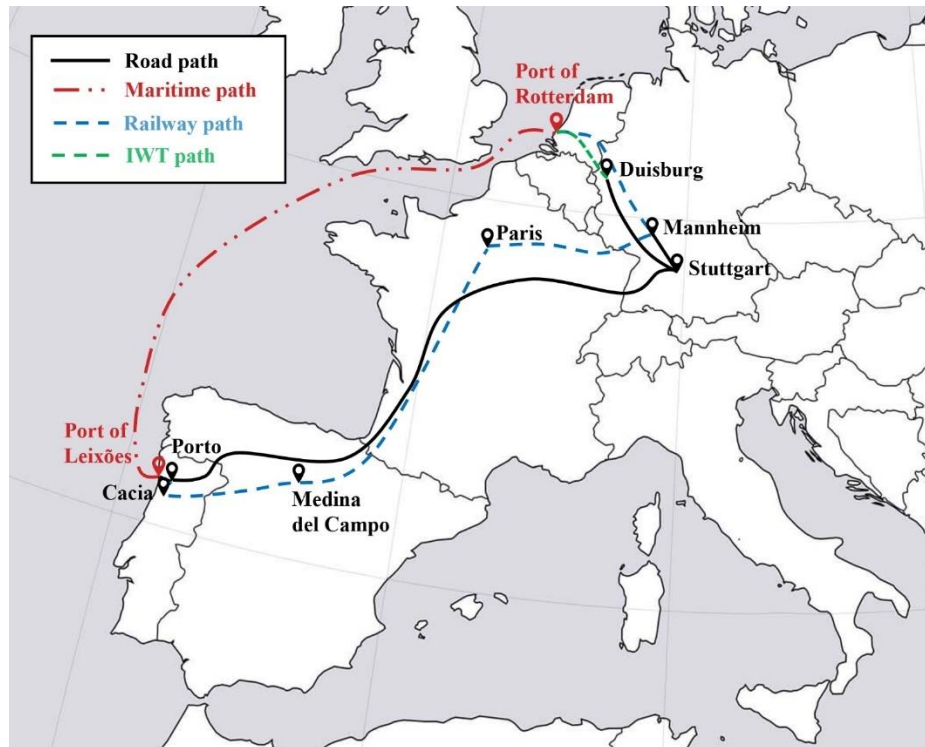 Road path
Maritime path
Railway path
IWT path
Port of
Rotterdam
Duisburg
Mannheim
Paris
Stuttgart
Port of
Leixões
Porto
Cacia
Medina
del Campo